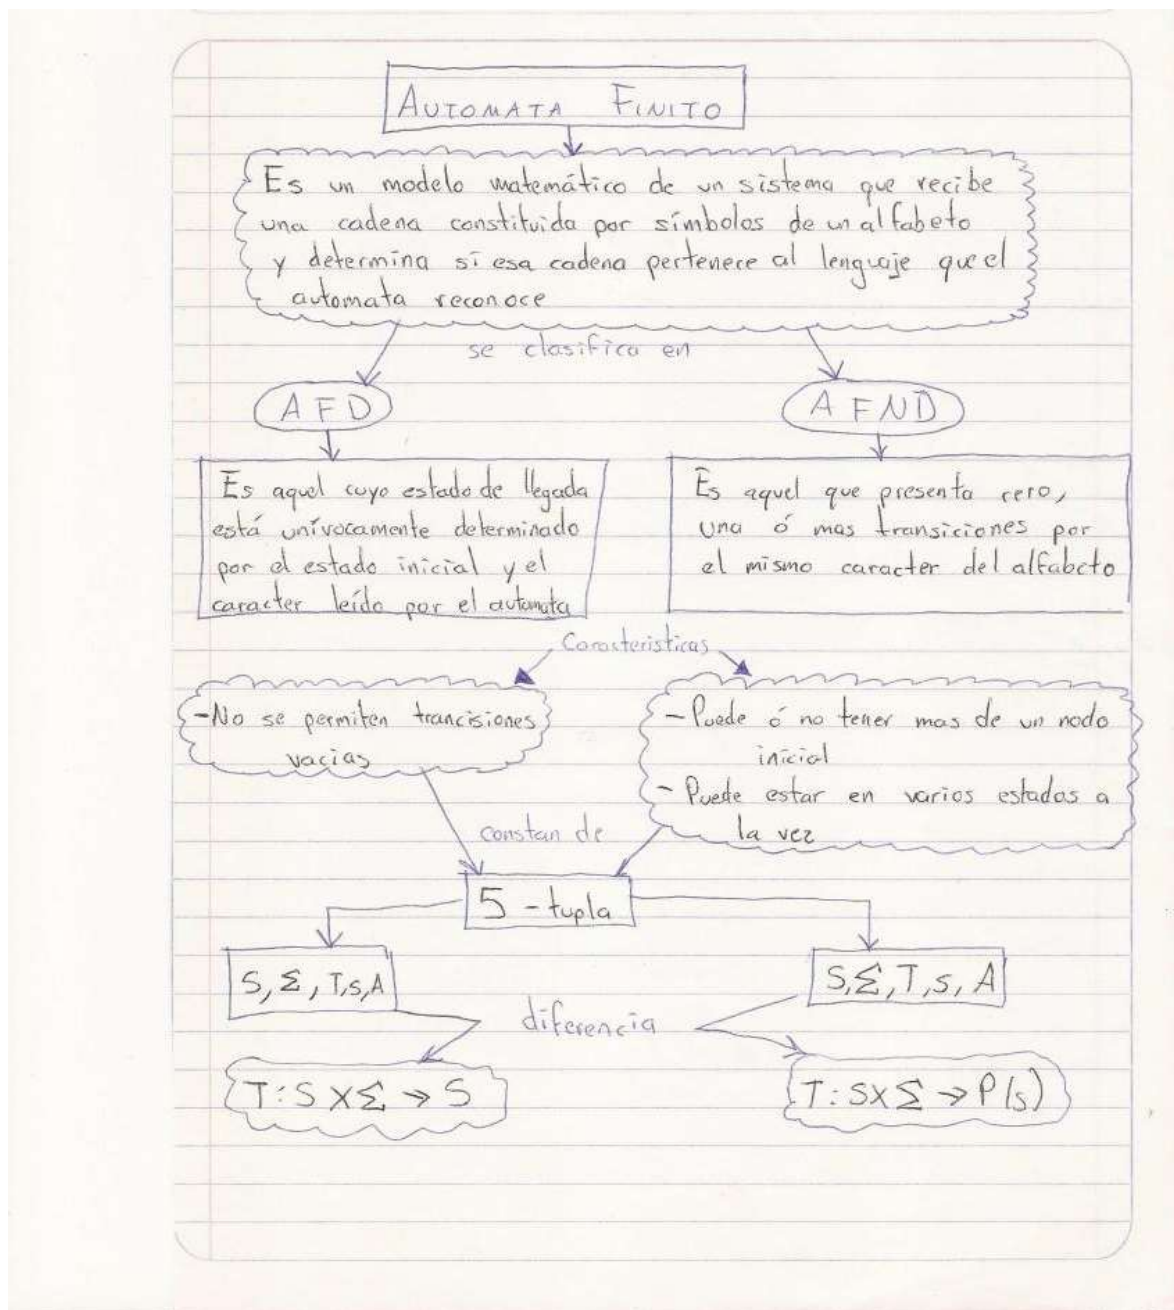 AUTOMATA FINITO
Es un modelo matemático de un sistema que recibe
una cadena constituida por símbolos de un alfabeto
y determina si esa cadena pertenece al lenguaje que el
automata reconoce
se clasifica en
AFD
AFND
Es aquel cuyo estado de llegada
está unívocamente determinado
por el estado inicial y el
caracter leído por el automata
Es aquel que presenta cero,
una ó mas transiciones por
el mismo caracter del alfabeto
Caracteristicas
-No se permiten trancisiones
vacias
- Puede ó no tener mas de un nodo
inicial
- Puede estar en varios estados a
la vez
constan de
5-tupla
S, Σ, T, s, A
S, Σ, T, s, A
diferencia
T: S X Σ → S
T: S X Σ → P(s)